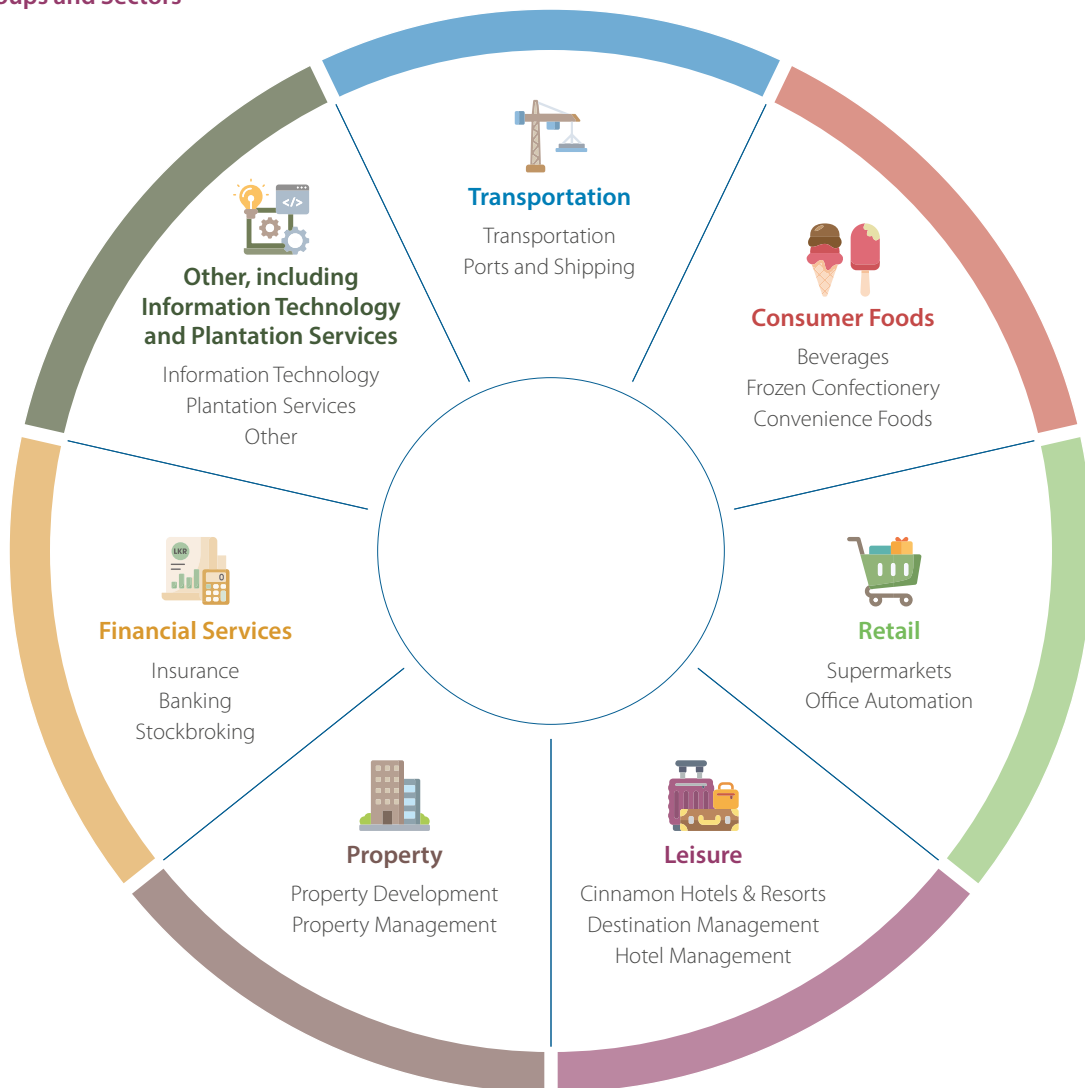 and Sectors
Transportation
Transportation
Ports and Shipping
Consumer Foods
Beverages
Frozen Confectionery
Convenience Foods
Retail
Supermarkets
Office Automation
Leisure
Cinnamon Hotels & Resorts
Destination Management
Hotel Management
Property
Property Development
Property Management
LKR
0
Financial Services
Insurance
Banking
Stockbroking
</>
Other, including
Information Technology
and Plantation Services
Information Technology
Plantation Services
Other